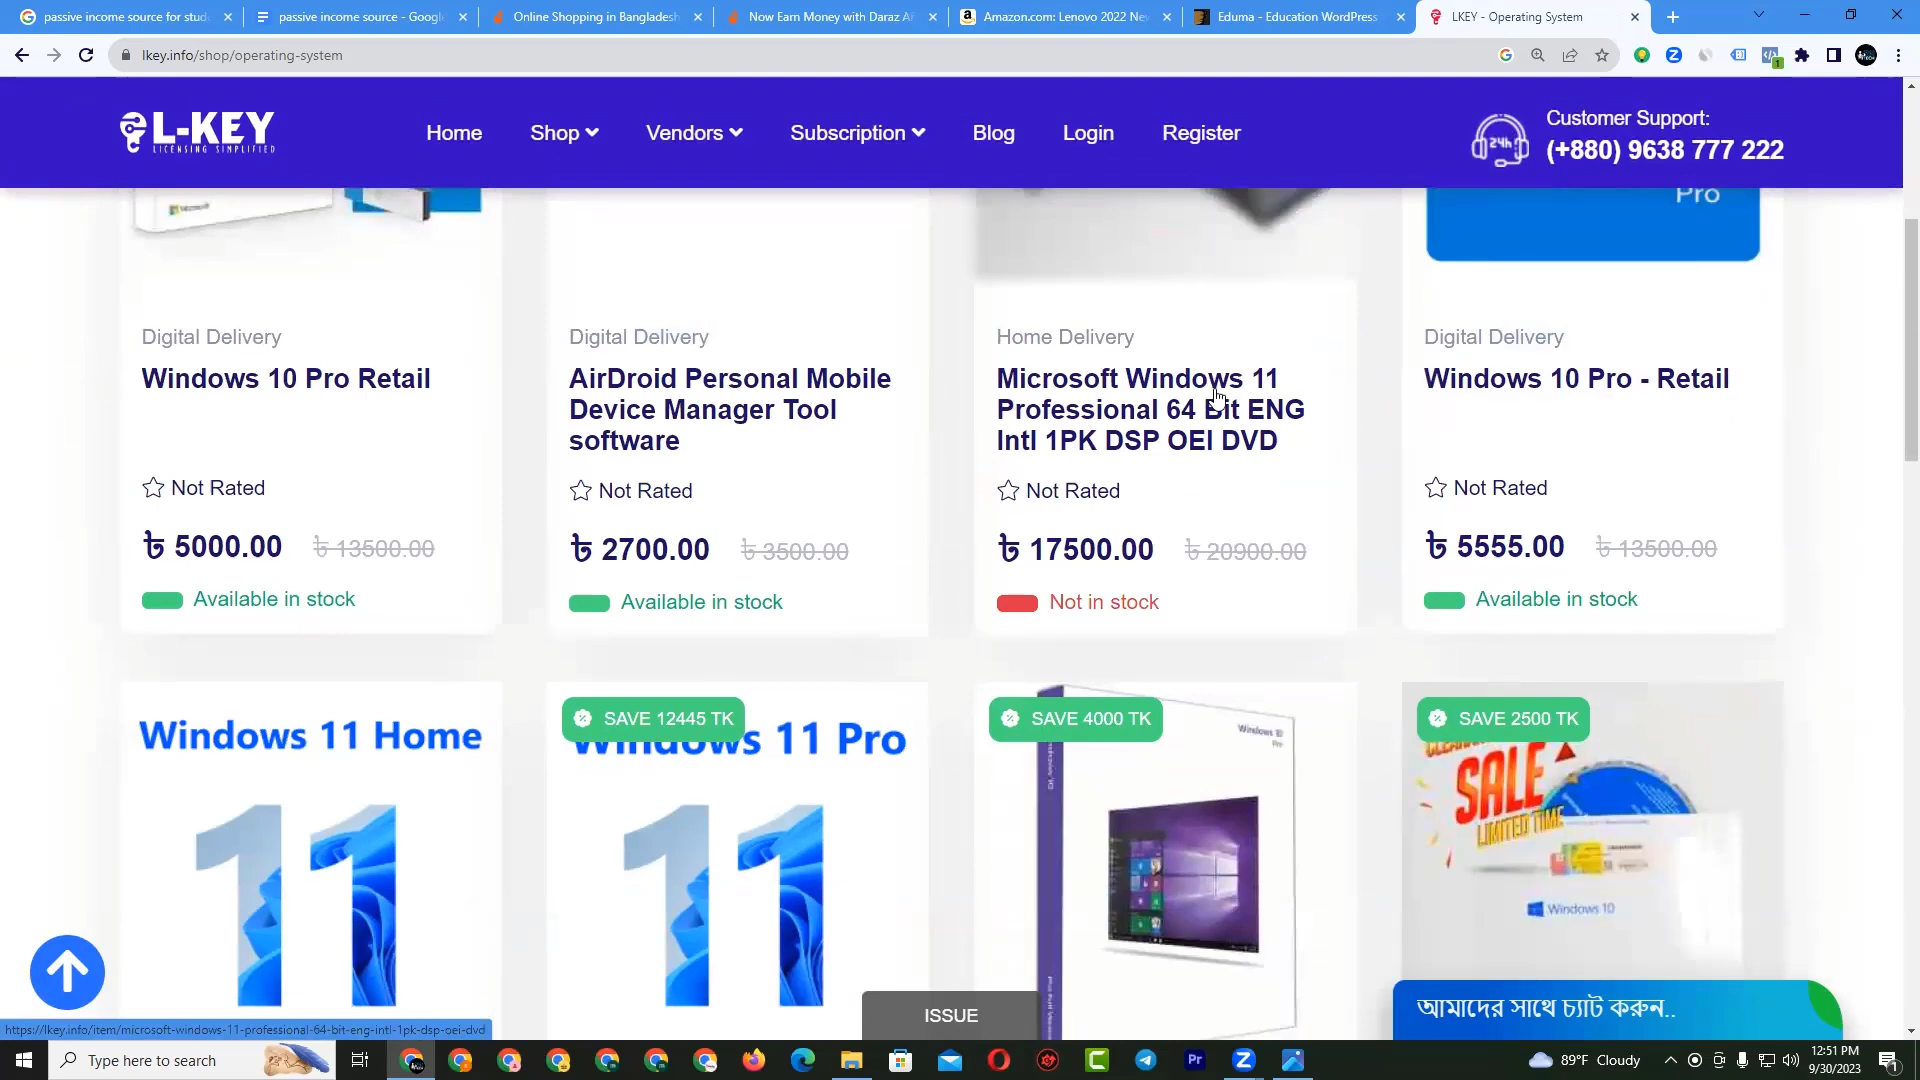 passive income source for stud
passive income source - Googl
Online Shopping in Bangladesh
Now Earn Money with Daraz Af
Amazon.com: Lenovo 2022 Ne
Eduma - Education WordPress
LKEY - Operating System
lkey.info/shop/operating-system
L-KEY
LICENSING SIMPLIFIED
Home
Shop
Vendors
Subscription
Blog
Login
Register
24h
Customer Support:
(+880) 9638 777 222
Microsoft
Pro
Digital Delivery
Windows 10 Pro Retail
Not Rated
৳ 5000.00 ৳ 13500.00
Available in stock
Digital Delivery
AirDroid Personal Mobile
Device Manager Tool
software
Not Rated
৳ 2700.00 ৳ 3500.00
Available in stock
Home Delivery
Microsoft Windows 11
Professional 64 Bit ENG
Intl 1PK DSP OEI DVD
Not Rated
৳ 17500.00 ৳ 20900.00
Not in stock
Digital Delivery
Windows 10 Pro - Retail
Not Rated
৳ 5555.00 ৳ 13500.00
Available in stock
Windows 11 Home
11
SAVE 12445 TK
Windows 11 Pro
11
SAVE 4000 TK
Windows 10
Pro
SAVE 2500 TK
SALE
LIMITED TIME
Windows 10
ISSUE
আমাদের সাথে চ্যাট করুন..
https://lkey.info/item/microsoft-windows-11-professional-64-bit-eng-intl-1pk-dsp-oei-dvd
Type here to search
Pr
89°F Cloudy
12:51 PM
9/30/2023